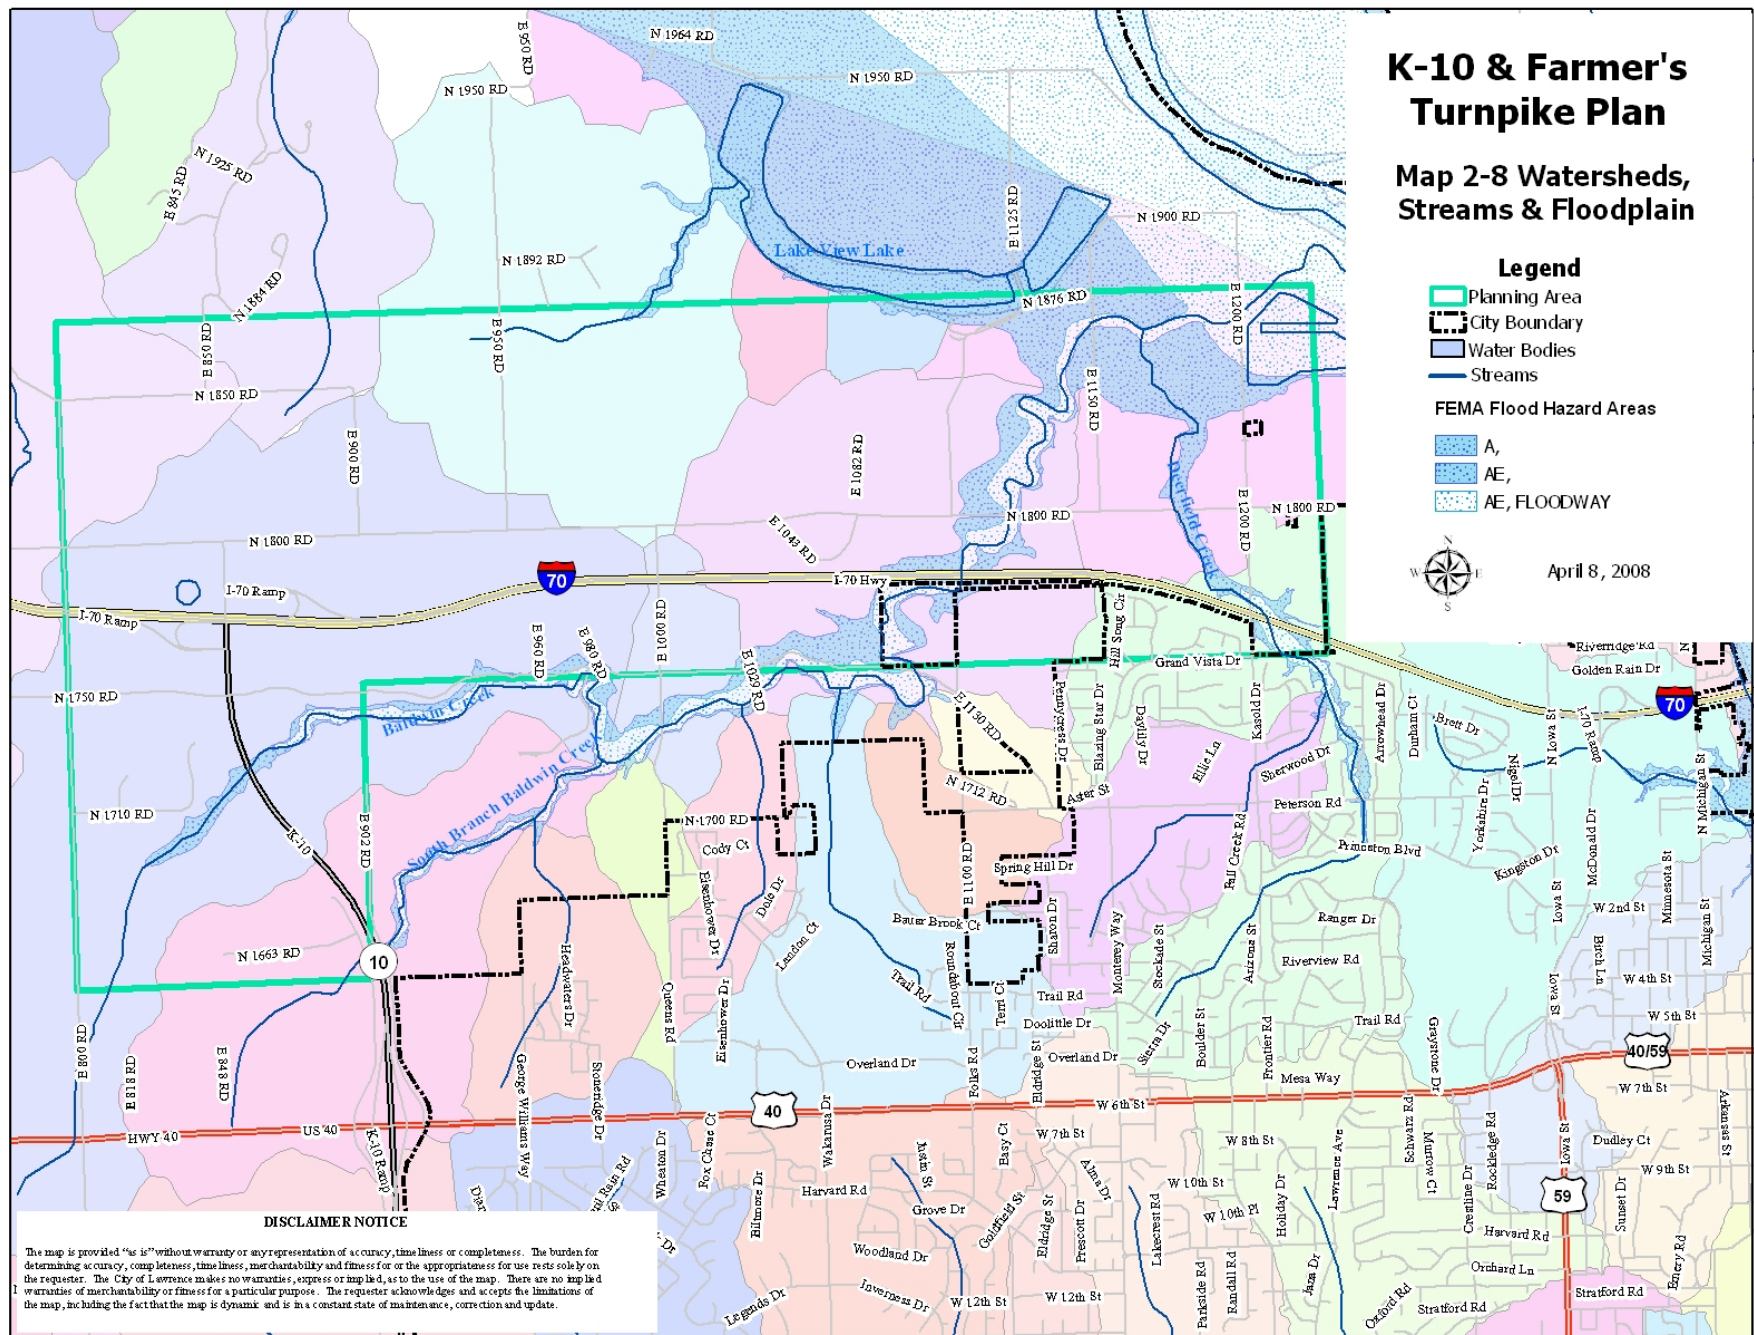 K-10 & Farmer's
Turnpike Plan
Map 2-8 Watersheds,
Streams & Floodplain
Legend
Planning Area
City Boundary
Water Bodies
Streams
FEMA Flood Hazard Areas
A,
AE,
AE, FLOODWAY
N
W
E
S
April 8, 2008
E 950 RD
N 1964 RD
N 1950 RD
N 1950 RD
N 1925 RD
E 845 RD
E 1125 RD
N 1900 RD
Lake View Lake
N 1892 RD
N 1884 RD
N 1876 RD
E 1200 RD
E 850 RD
E 950 RD
N 1850 RD
E 1150 RD
E 900 RD
E 1082 RD
Deerfield Creek
E 1200 RD
N 1800 RD
N 1800 RD
N 1800 RD
E 1043 RD
70
I-70 Hwy
I-70 Ramp
I-70 Ramp
E 960 RD
E 980 RD
E 1000 RD
E 1029 RD
Hill Song Cir
Grand Vista Dr
Riverridge Rd
Golden Rain Dr
N
70
N 1750 RD
Baldwin Creek
E 1130 RD
Pennycress Dr
Blazing Star Dr
Daylily Dr
Ellie Ln
Kasold Dr
Sherwood Dr
Arrowhead Dr
Durham Ct
Brett Dr
Nigel Dr
N Iowa St
I-70 Ramp
N Michigan St
South Branch Baldwin Creek
N 1712 RD
Aster St
Peterson Rd
Yorkshire Dr
McDonald Dr
N 1710 RD
K-10
E 902 RD
N 1700 RD
Cody Ct
Eisenhower Dr
Dole Dr
E 1100 RD
Spring Hill Dr
Fall Creek Rd
Princeton Blvd
Kingston Dr
Iowa St
Minnesota St
Michigan St
W 2nd St
Landon Ct
Bauer Brook Ct
Sharon Dr
Monterey Way
Stockade St
Arizona St
Ranger Dr
Riverview Rd
Birch Ln
W 4th St
N 1663 RD
10
Headwaters Dr
Queens Rd
Eisenhower Dr
Trail Rd
Roundabout Cir
Terri Ct
Trail Rd
Doolittle Dr
Sierra Dr
Boulder St
Frontier Rd
Trail Rd
Graystone Dr
Iowa St
W 5th St
E 800 RD
E 818 RD
E 848 RD
George Williams Way
Stoneridge Dr
Overland Dr
Folks Rd
Eldridge St
Overland Dr
Mesa Way
40/59
W 7th St
HWY 40
US 40
K-10 Ramp
40
Wakarusa Dr
W 6th St
Fox Chase Ct
Wheaton Dr
Justin St
Easy Ct
W 7th St
Alma Dr
W 8th St
Lawrence Ave
Schwarz Rd
Munovo Ct
Rockledge Rd
Iowa St
Dudley Ct
Arkansas St
W 9th St
Biltmore Dr
Harvard Rd
Grove Dr
Goldfield St
Eldridge St
Prescott Dr
Lakecrest Rd
W 10th St
W 10th Pl
Holiday Dr
Crestline Dr
59
Sunset Dr
Harvard Rd
Emery Rd
Woodland Dr
Parkside Rd
Randall Rd
Jana Dr
Orchard Ln
Legends Dr
Inverness Dr
W 12th St
W 12th St
Oxford Rd
Stratford Rd
Stratford Rd
DISCLAIMER NOTICE
The map is provided "as is" without warranty or any representation of accuracy, timeliness or completeness. The burden for
determining accuracy, completeness, timeliness, merchantability and fitness for or the appropriateness for use rests solely on
the requester. The City of Lawrence makes no warranties, express or implied, as to the use of the map. There are no implied
warranties of merchantability or fitness for a particular purpose. The requester acknowledges and accepts the limitations of
the map, including the fact that the map is dynamic and is in a constant state of maintenance, correction and update.